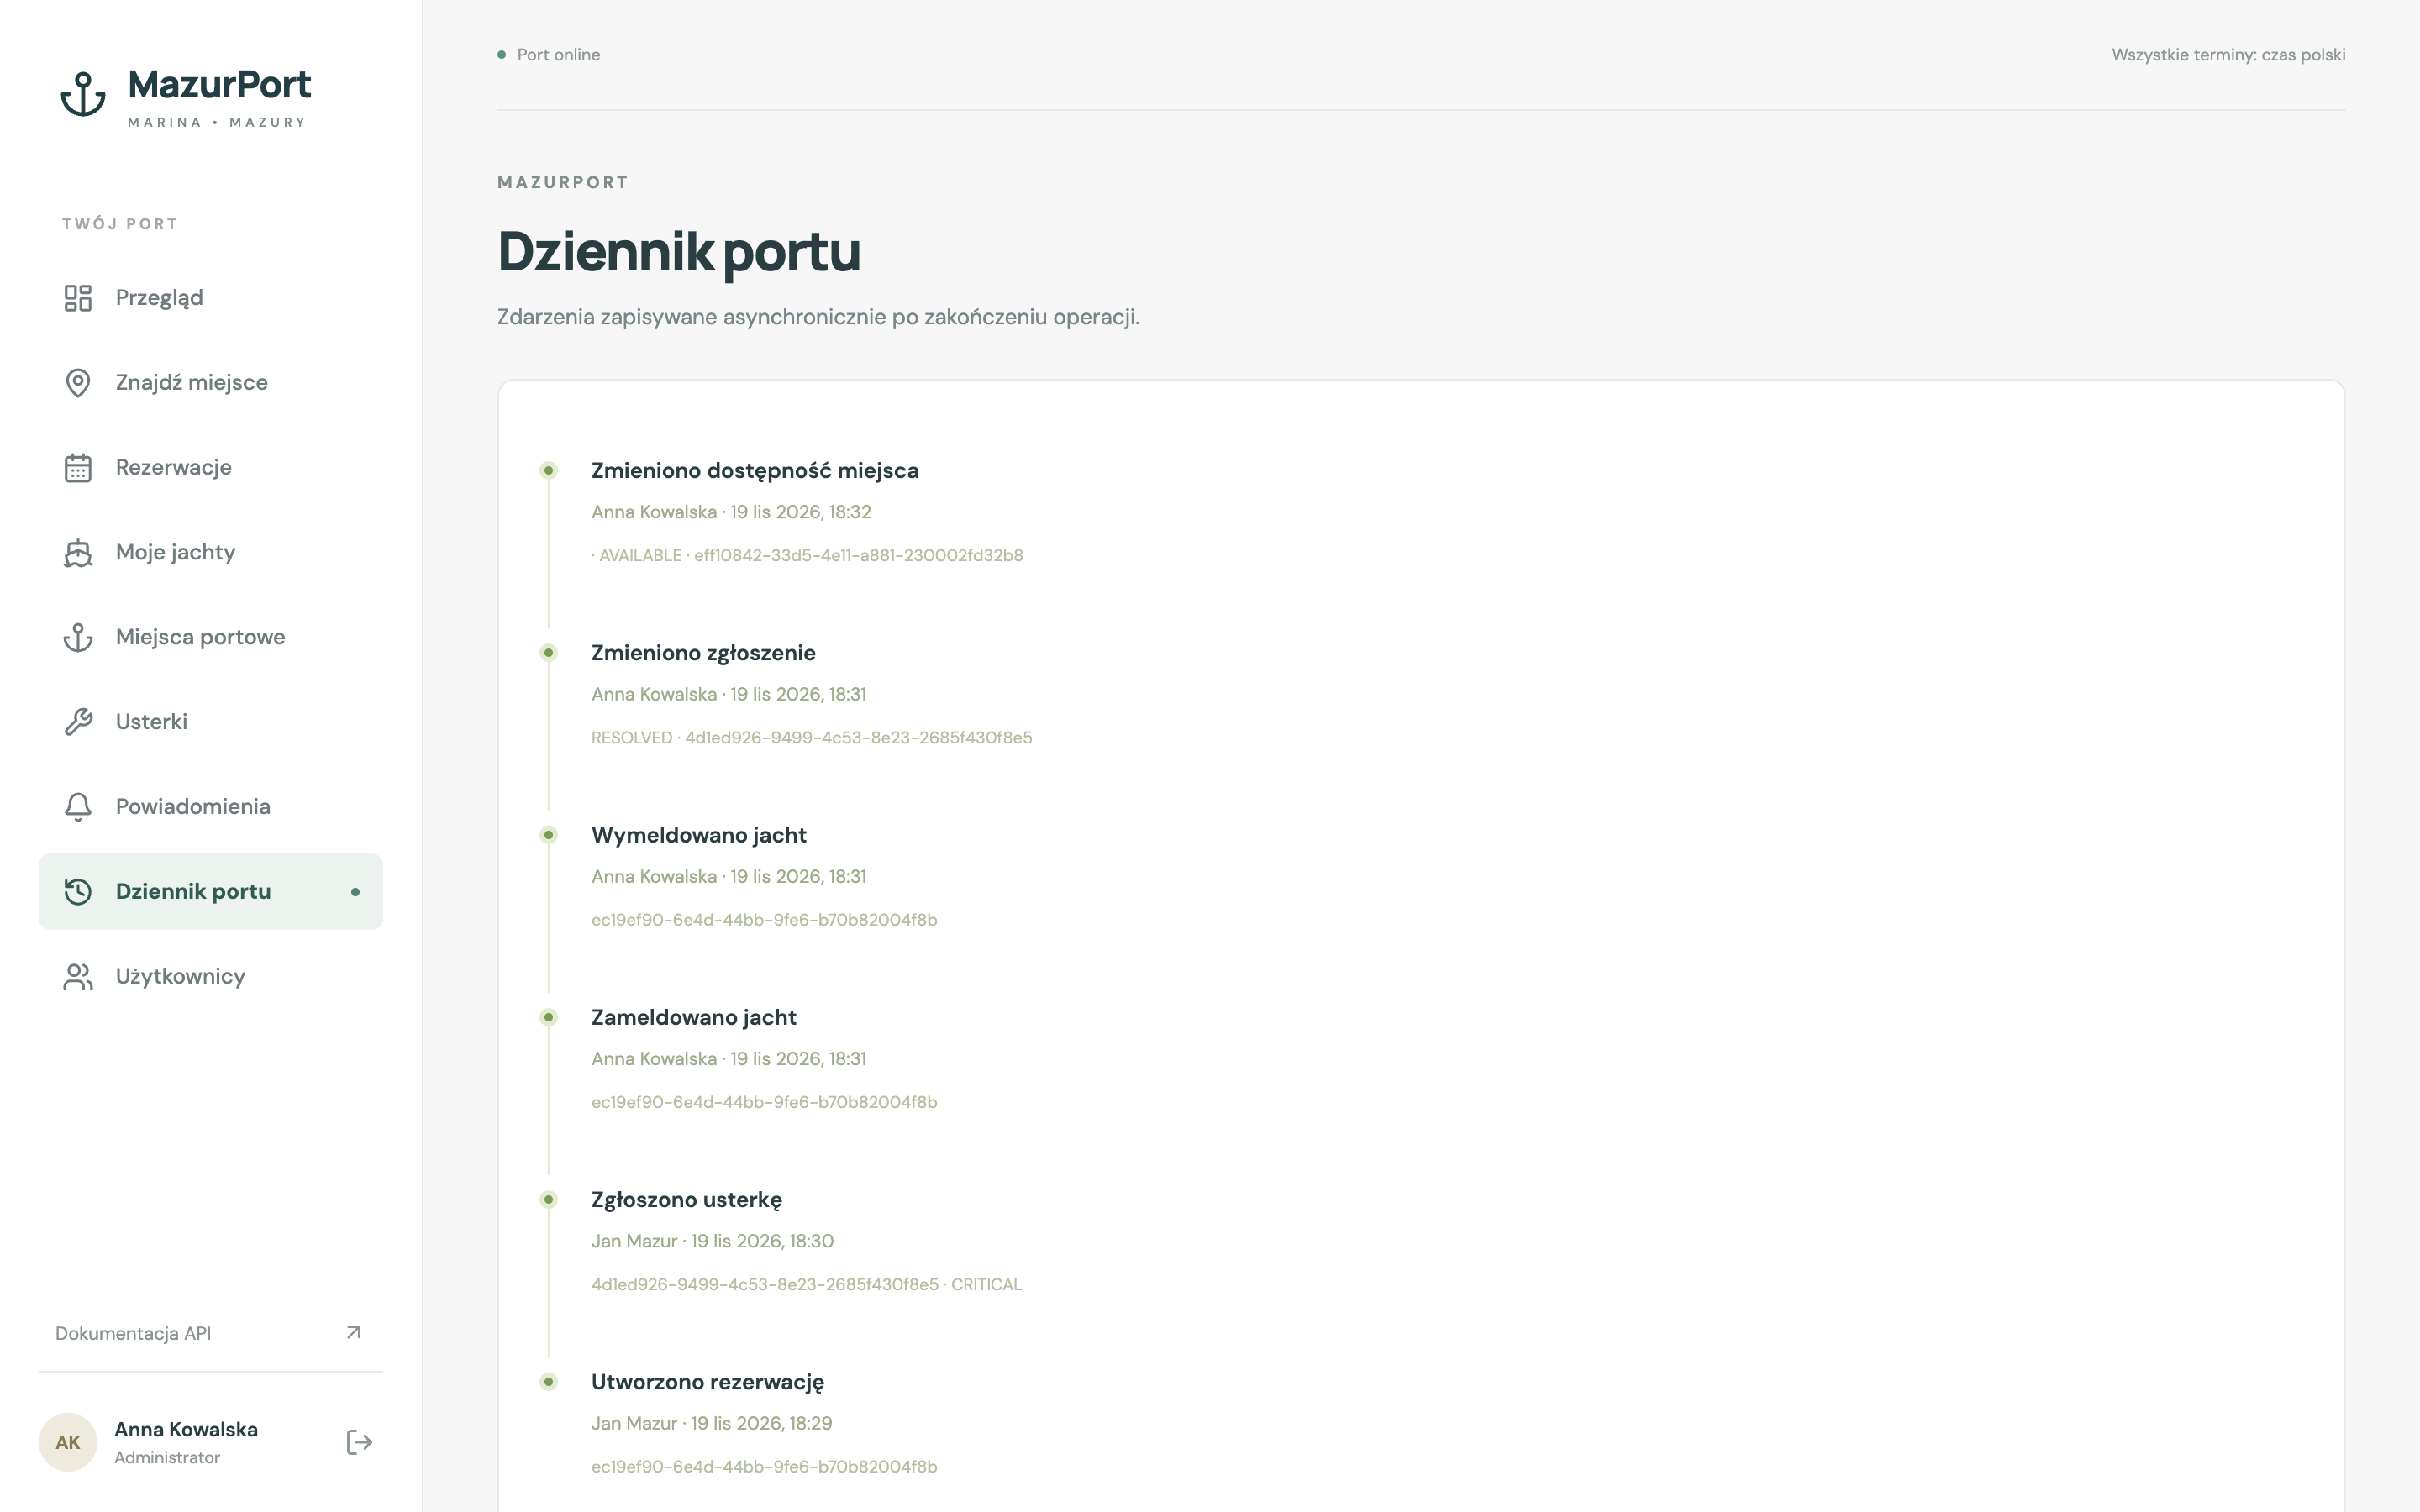 MazurPort
MARINA • MAZURY
TWÓJ PORT
Przegląd
Znajdź miejsce
Rezerwacje
Moje jachty
Miejsca portowe
Usterki
Powiadomienia
Dziennik portu
Użytkownicy
Dokumentacja API
AK
Anna Kowalska
Administrator
Port online
Wszystkie terminy: czas polski
MAZURPORT
Dziennik portu
Zdarzenia zapisywane asynchronicznie po zakończeniu operacji.
Zmieniono dostępność miejsca
Anna Kowalska · 19 lis 2026, 18:32
· AVAILABLE · eff10842-33d5-4e11-a881-230002fd32b8
Zmieniono zgłoszenie
Anna Kowalska · 19 lis 2026, 18:31
RESOLVED · 4d1ed926-9499-4c53-8e23-2685f430f8e5
Wymeldowano jacht
Anna Kowalska · 19 lis 2026, 18:31
ec19ef90-6e4d-44bb-9fe6-b70b82004f8b
Zameldowano jacht
Anna Kowalska · 19 lis 2026, 18:31
ec19ef90-6e4d-44bb-9fe6-b70b82004f8b
Zgłoszono usterkę
Jan Mazur · 19 lis 2026, 18:30
4d1ed926-9499-4c53-8e23-2685f430f8e5 · CRITICAL
Utworzono rezerwację
Jan Mazur · 19 lis 2026, 18:29
ec19ef90-6e4d-44bb-9fe6-b70b82004f8b